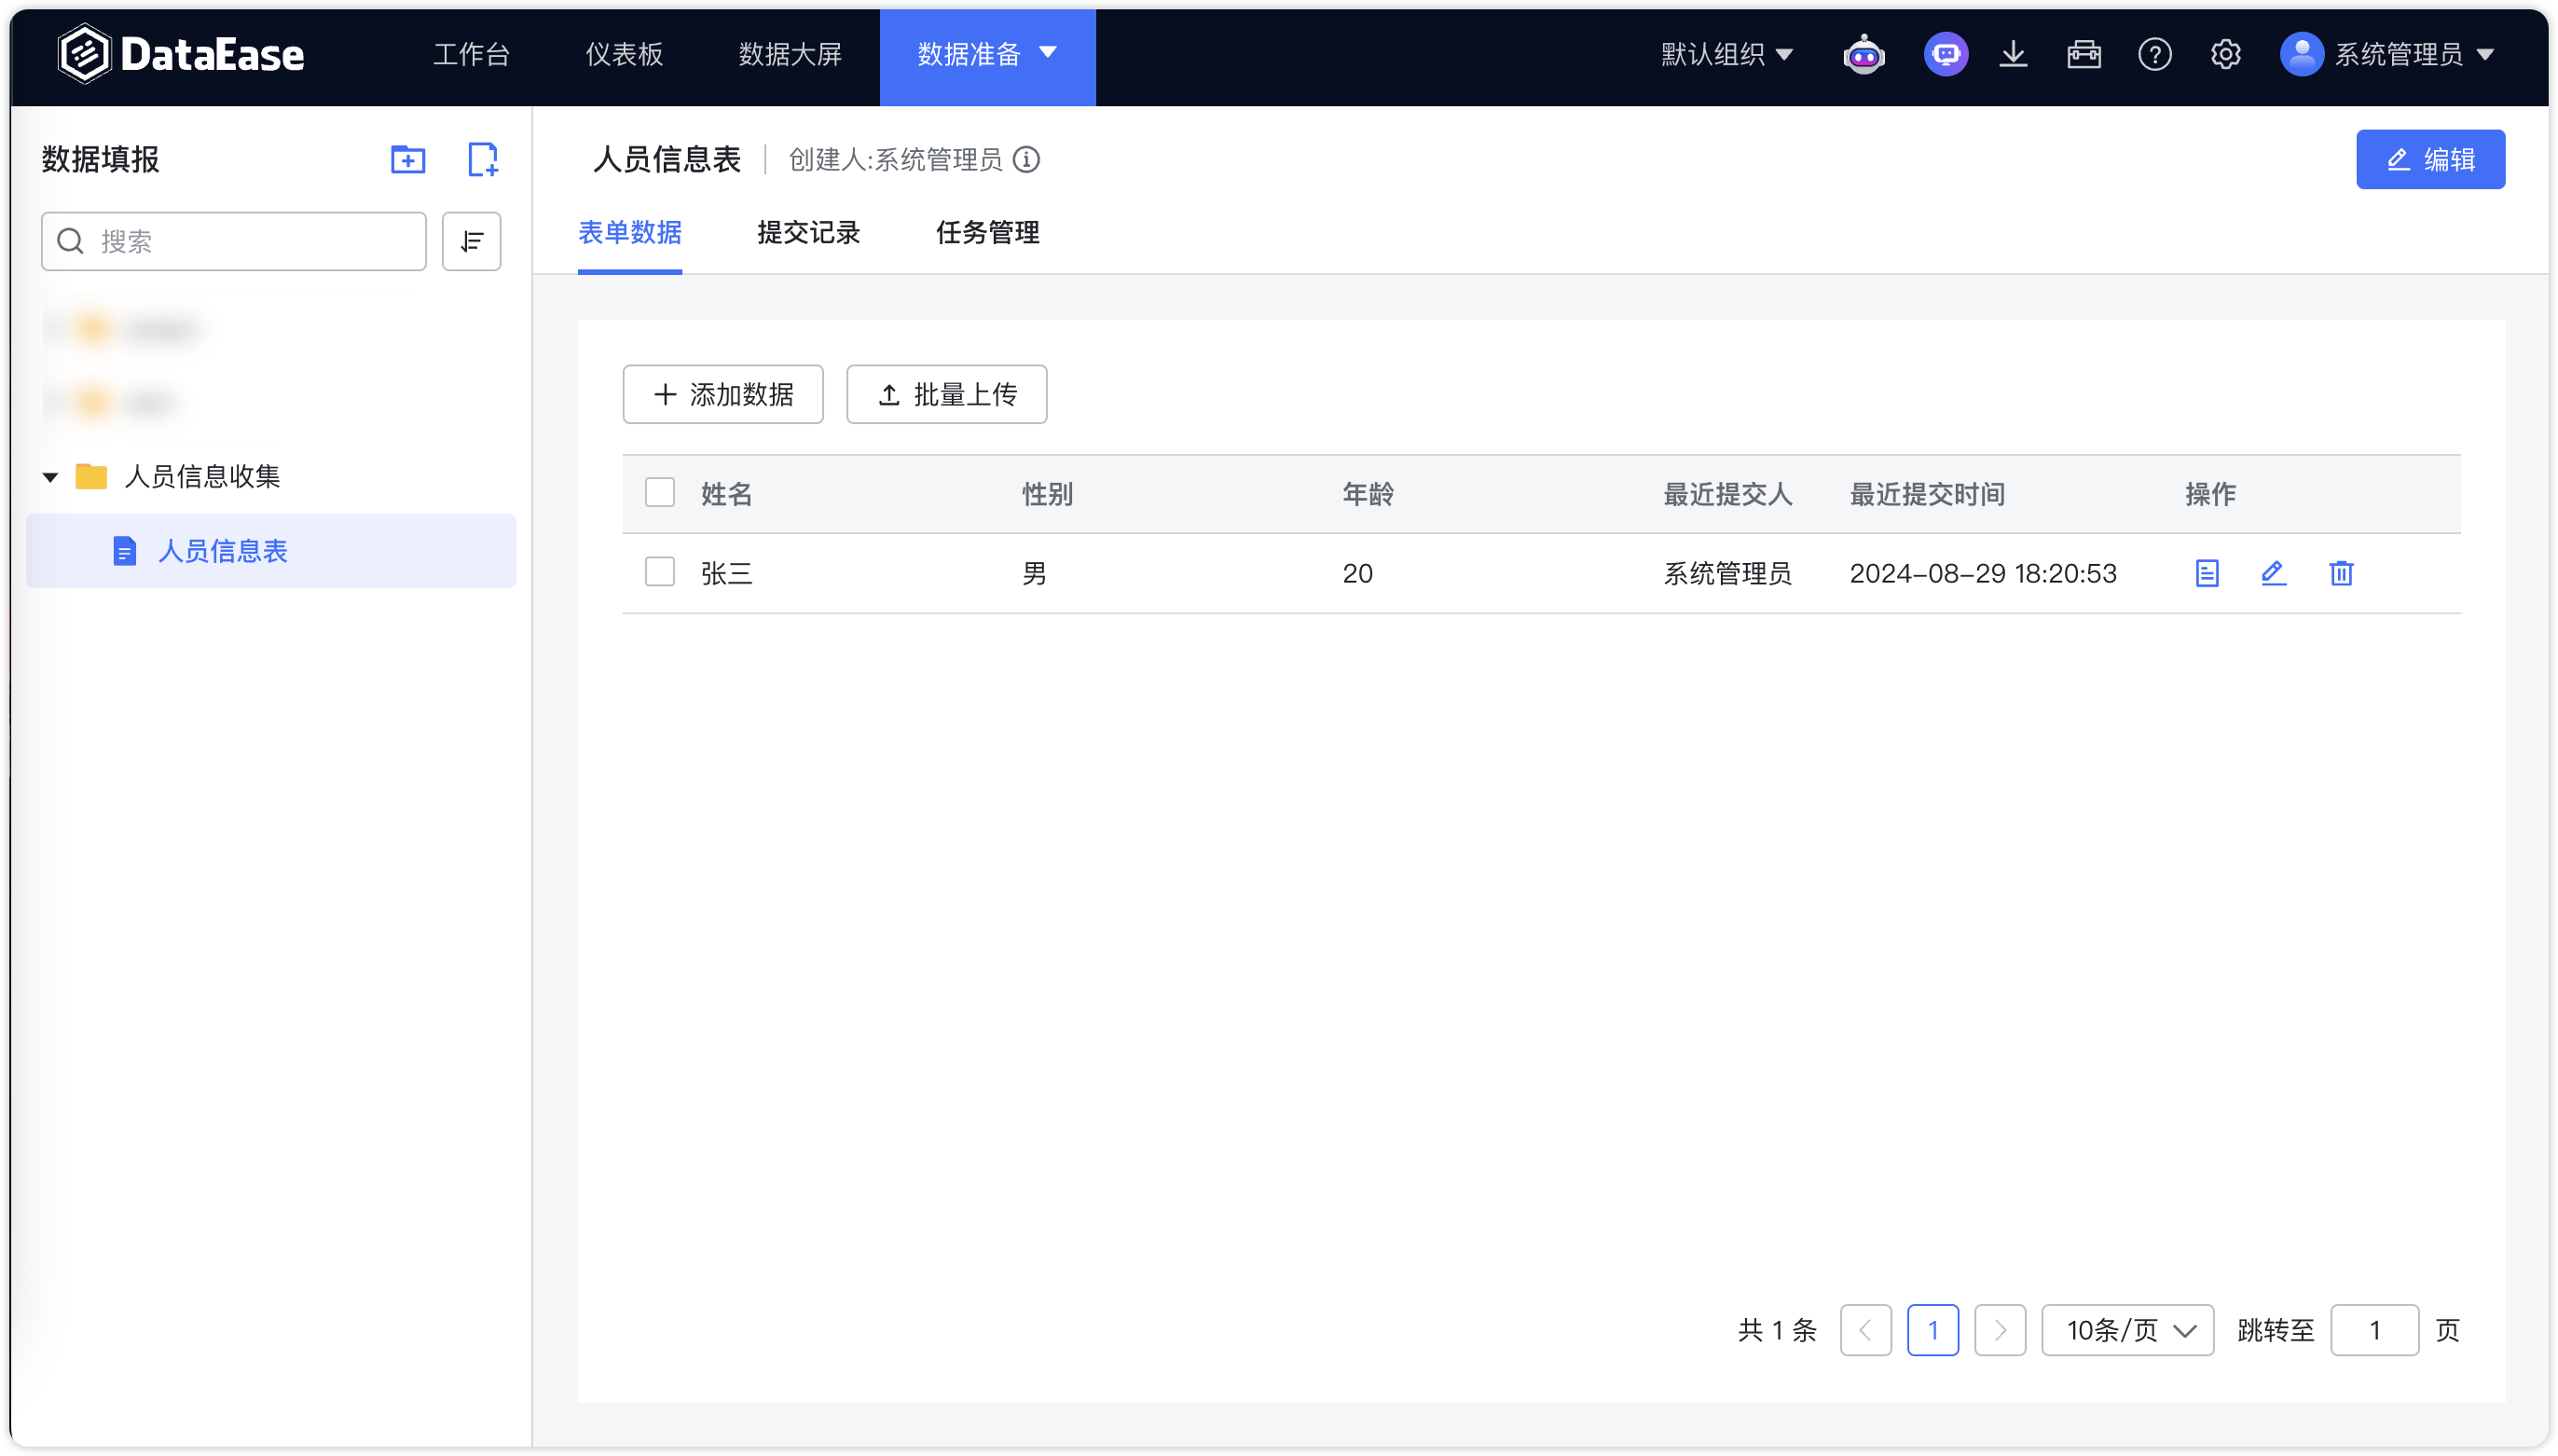 DataEase 工作台 仪表板 数据大屏 数据准备 默认组织 系统管理员
数据填报
搜索
人员信息收集
人员信息表
人员信息表 创建人:系统管理员 编辑
表单数据 提交记录 任务管理
添加数据 批量上传
姓名 性别 年龄 最近提交人 最近提交时间 操作
张三 男 20 系统管理员 2024-08-29 18:20:53
共 1 条 1 10条/页 跳转至 1 页